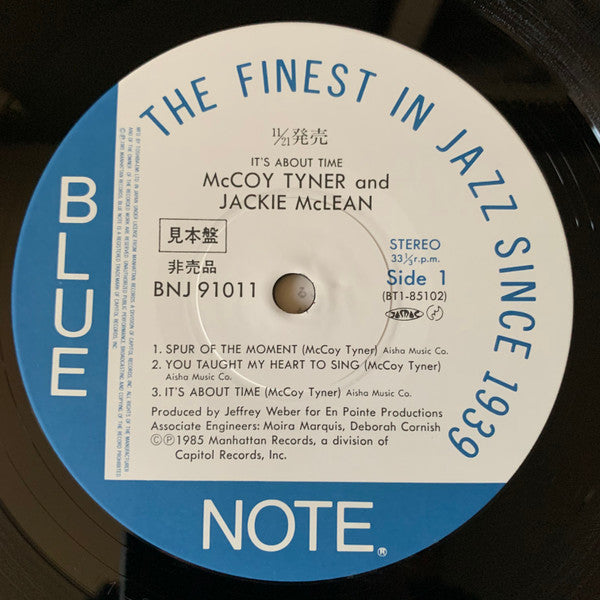 THE FINEST IN JAZZ SINCE 1939
11/21発売
IT'S ABOUT TIME
McCOY TYNER and
JACKIE McLEAN
見本盤
非売品
BNJ 91011
STEREO
33⅓r.p.m.
Side 1
(BT1-85102)
JASRAC
1. SPUR OF THE MOMENT (McCoy Tyner) Aisha Music Co.
2. YOU TAUGHT MY HEART TO SING (McCoy Tyner)
Aisha Music Co.
3. IT'S ABOUT TIME (McCoy Tyner) Aisha Music Co.
Produced by Jeffrey Weber for En Pointe Productions
Associate Engineers: Moira Marquis, Deborah Cornish
ⒸⓅ1985 Manhattan Records, a division of
Capitol Records, Inc.
BLUE
NOTE®